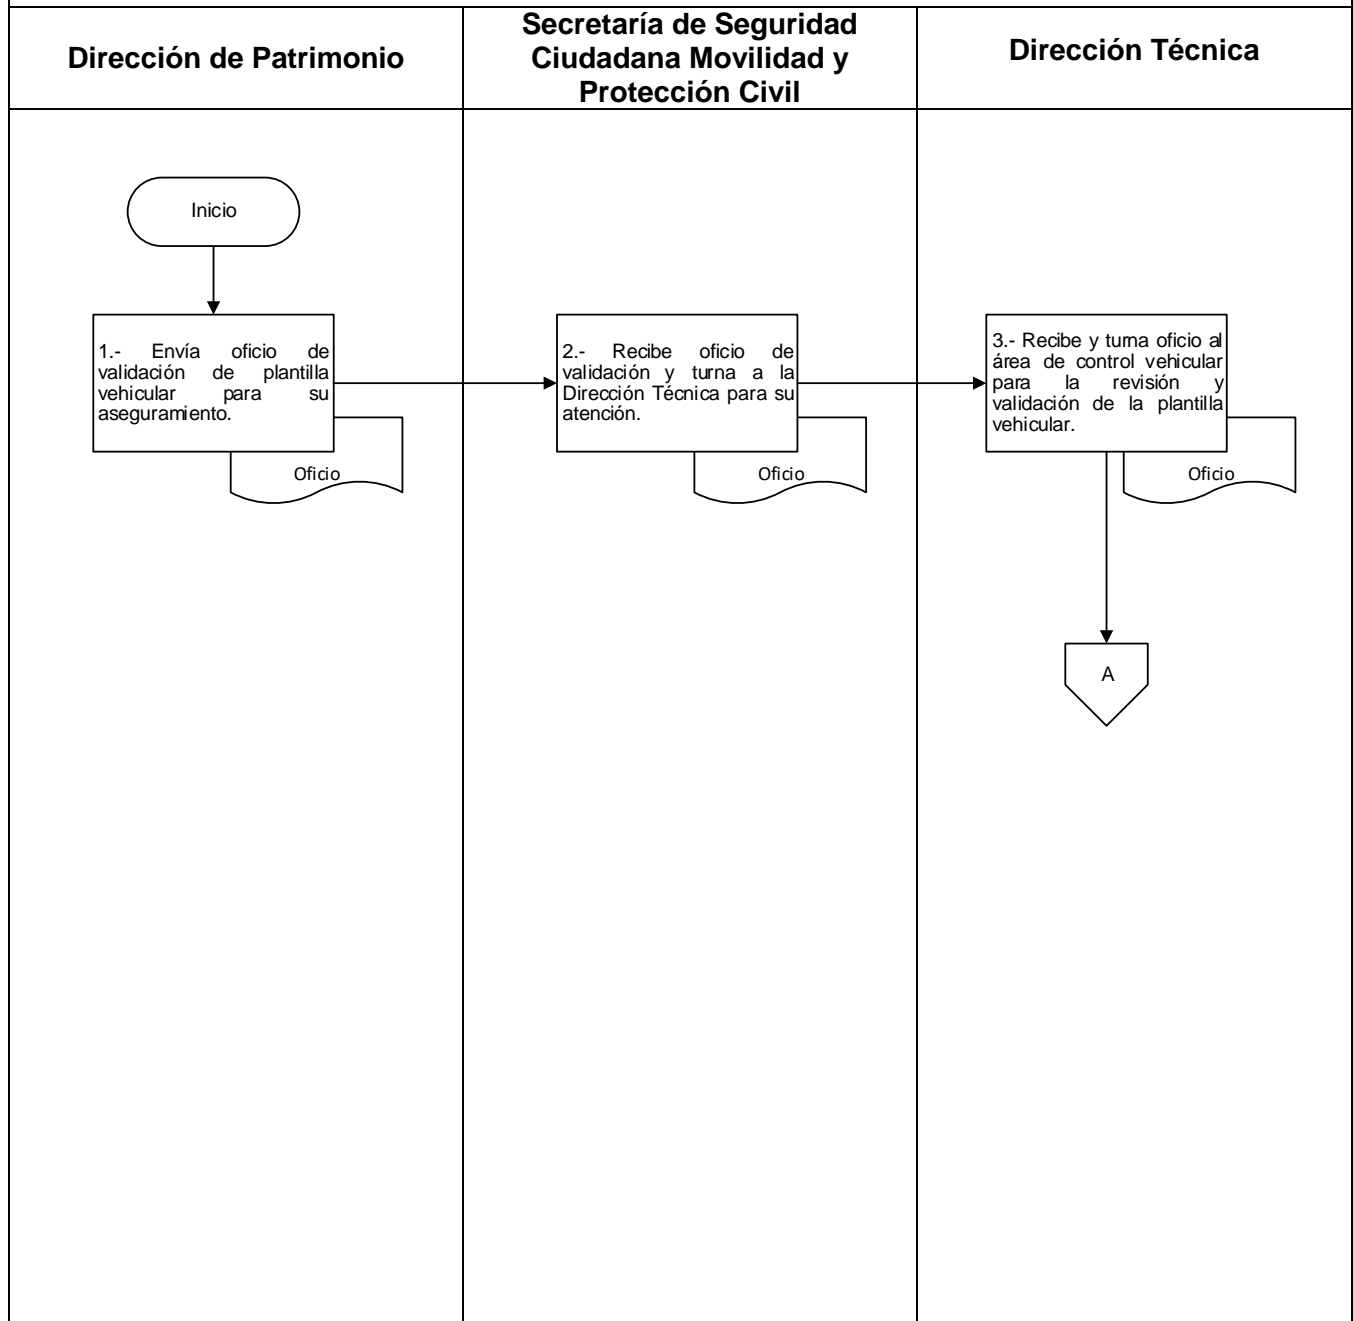 Dirección de Patrimonio
Secretaría de Seguridad
Ciudadana Movilidad y
Protección Civil
Dirección Técnica
Inicio
1.- Envía oficio de
validación de plantilla
vehicular para su
aseguramiento.
Oficio
2.- Recibe oficio de
validación y turna a la
Dirección Técnica para su
atención.
Oficio
3.- Recibe y turna oficio al
área de control vehicular
para la revisión y
validación de la plantilla
vehicular.
Oficio
A